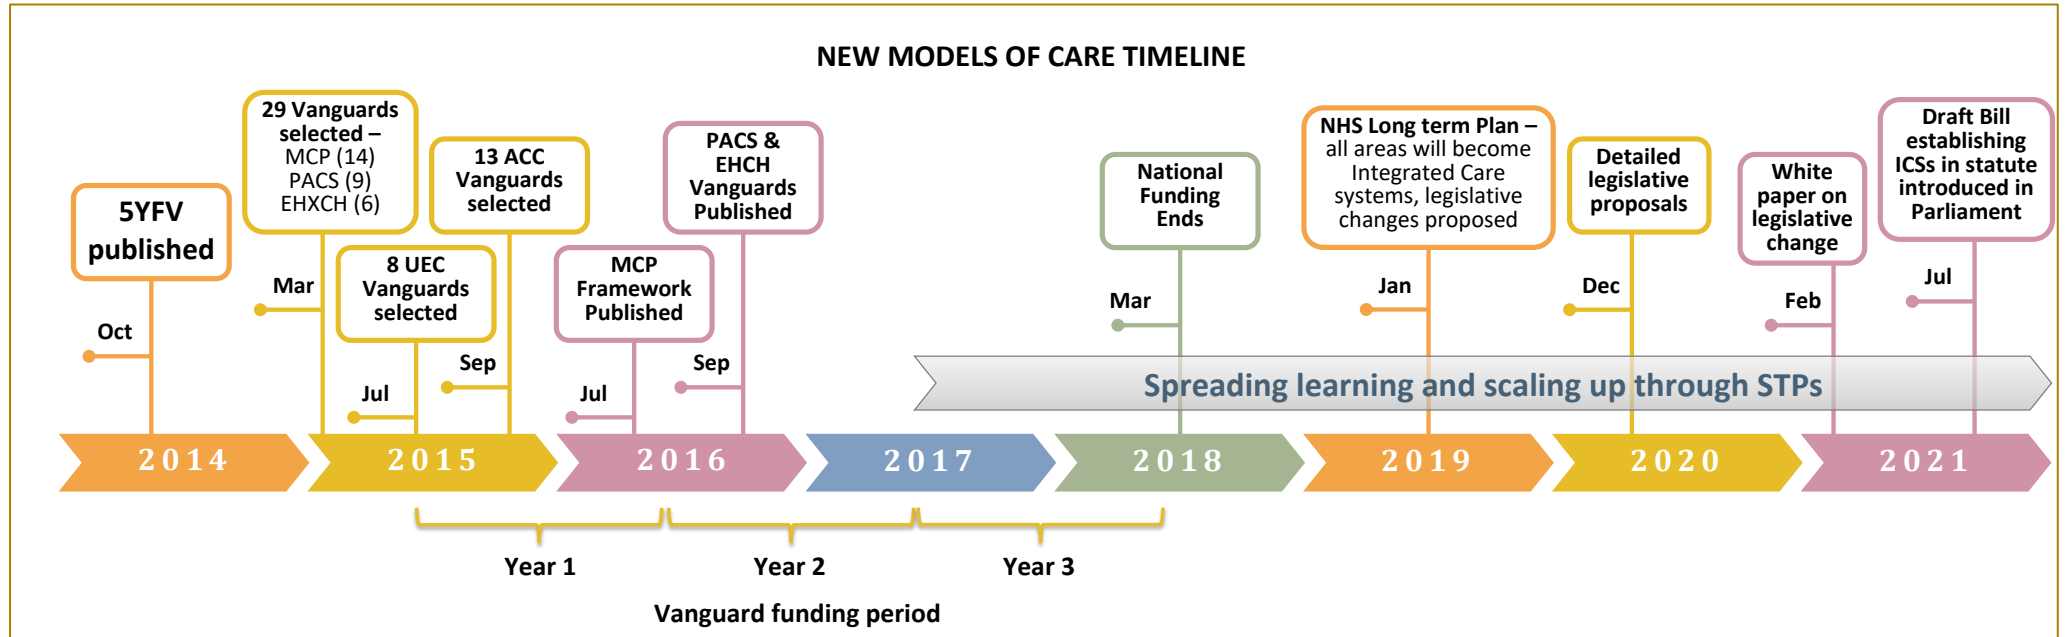 NEW MODELS OF CARE TIMELINE
5YFV
published
Oct
29 Vanguards
selected –
MCP (14)
PACS (9)
EHXCH (6)
Mar
8 UEC
Vanguards
selected
Jul
13 ACC
Vanguards
selected
Sep
MCP
Framework
Published
Jul
PACS &
EHCH
Vanguards
Published
Sep
National
Funding
Ends
Mar
NHS Long term Plan –
all areas will become
Integrated Care
systems, legislative
changes proposed
Jan
Detailed
legislative
proposals
Dec
White
paper on
legislative
change
Feb
Draft Bill
establishing
ICSs in statute
introduced in
Parliament
Jul
Spreading learning and scaling up through STPs
2014
2015
2016
2017
2018
2019
2020
2021
Year 1
Year 2
Year 3
Vanguard funding period